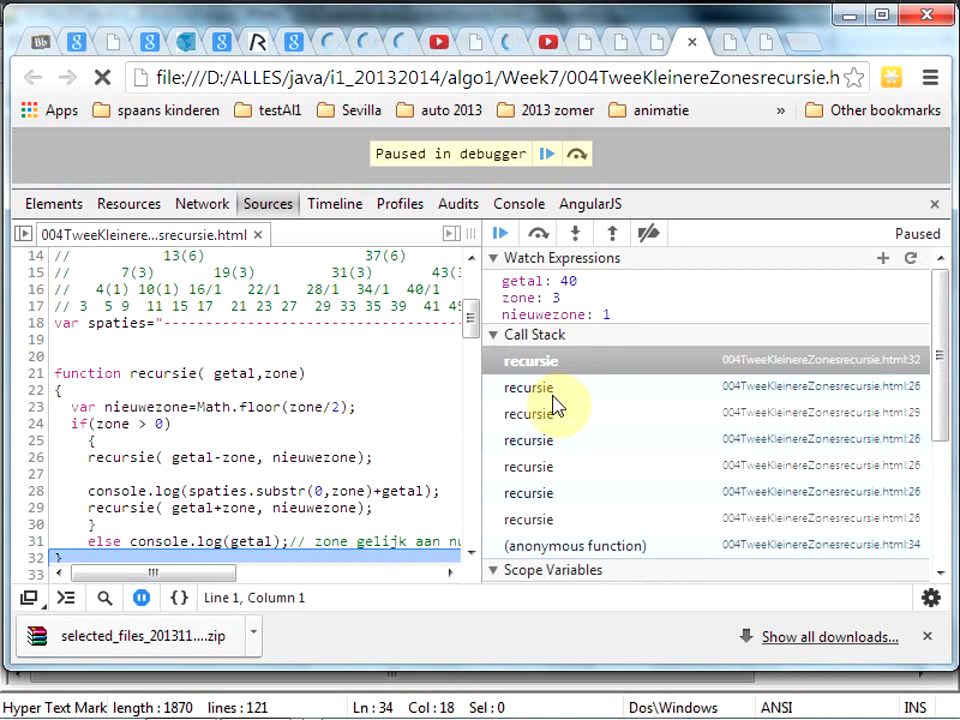 file:///D:/ALLES/java/i1_20132014/algo1/Week7/004TweeKleinereZonesrecursie.h
Apps spaans kinderen testAl1 Sevilla auto 2013 2013 zomer animatie » Other bookmarks
Paused in debugger
Elements Resources Network Sources Timeline Profiles Audits Console AngularJS
004TweeKleinere...srecursie.html
Paused
14 // 13(6) 37(6)
15 // 7(3) 19(3) 31(3) 43(3
16 // 4(1) 10(1) 16/1 22/1 28/1 34/1 40/1
17 // 3 5 9 11 15 17 21 23 27 29 33 35 39 41 45
18 var spaties="--------------------------------------
19
20
21 function recursie( getal,zone)
22 {
23 var nieuwezone=Math.floor(zone/2);
24 if(zone > 0)
25 {
26 recursie( getal-zone, nieuwezone);
27
28 console.log(spaties.substr(0,zone)+getal);
29 recursie( getal+zone, nieuwezone);
30 }
31 else console.log(getal);// zone gelijk aan nu
32 }
33
Watch Expressions
getal: 40
zone: 3
nieuwezone: 1
Call Stack
recursie 004TweeKleinereZonesrecursie.html:32
recursie 004TweeKleinereZonesrecursie.html:26
recursie 004TweeKleinereZonesrecursie.html:29
recursie 004TweeKleinereZonesrecursie.html:26
recursie 004TweeKleinereZonesrecursie.html:26
recursie 004TweeKleinereZonesrecursie.html:26
recursie 004TweeKleinereZonesrecursie.html:26
(anonymous function) 004TweeKleinereZonesrecursie.html:34
Scope Variables
{} Line 1, Column 1
selected_files_201311....zip
Show all downloads...
Hyper Text Mark length : 1870 lines : 121 Ln : 34 Col : 18 Sel : 0 Dos\Windows ANSI INS